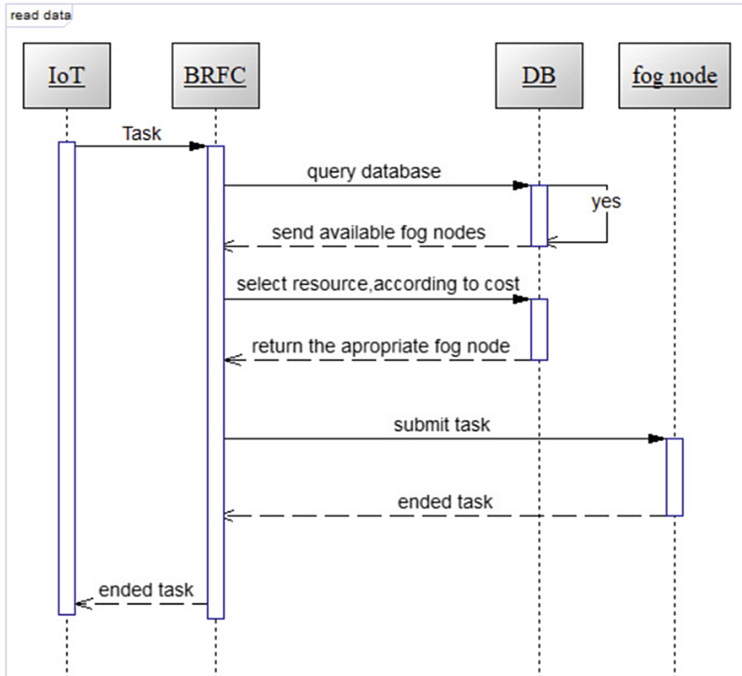 read data
IoT
BRFC
DB
fog node
Task
query database
yes
send available fog nodes
select resource,according to cost
return the apropriate fog node
submit task
ended task
ended task